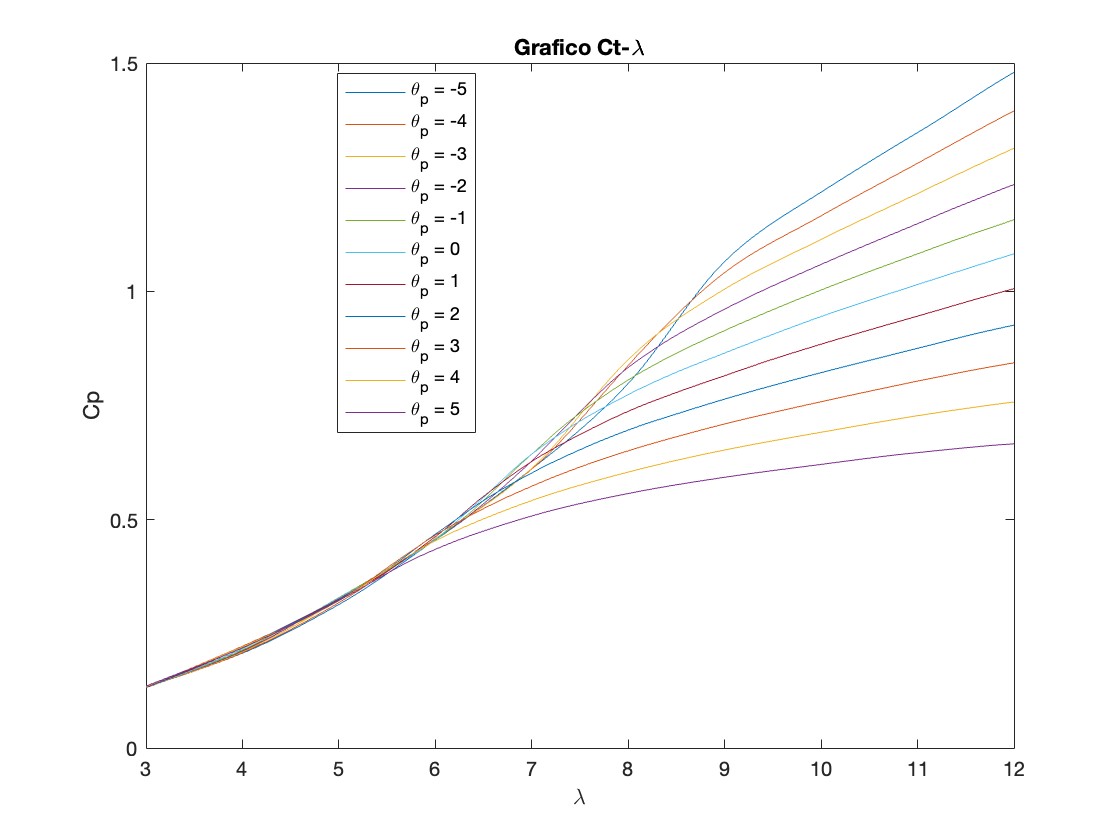 Grafico Ct-λ
1.5
1
0.5
0
Cp
θp = -5
θp = -4
θp = -3
θp = -2
θp = -1
θp = 0
θp = 1
θp = 2
θp = 3
θp = 4
θp = 5
3 4 5 6 7 8 9 10 11 12
λ